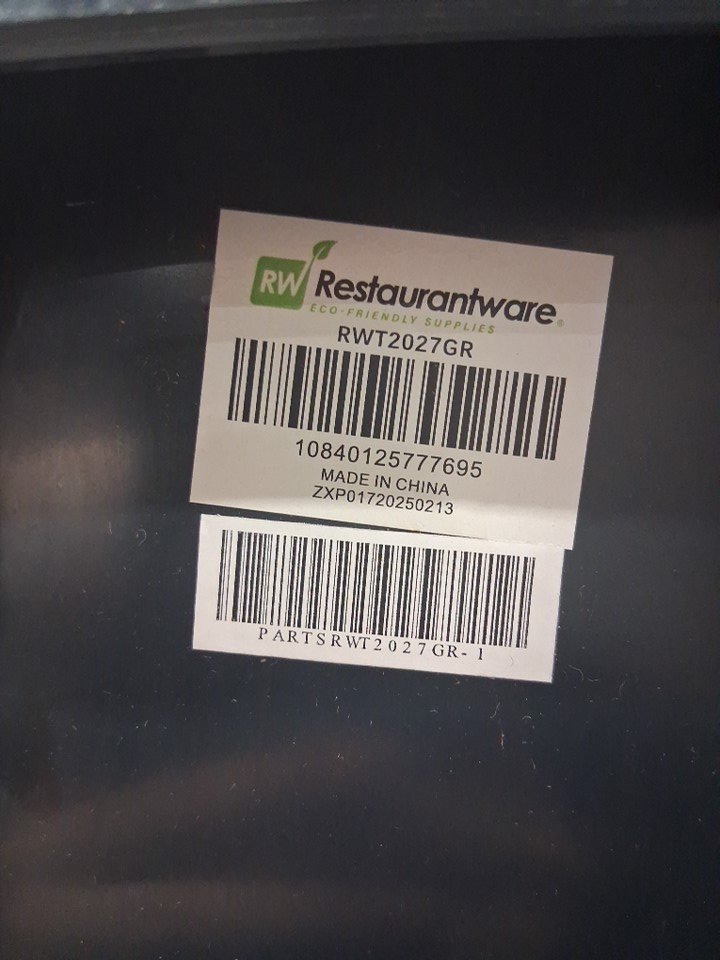 RW Restaurantware®
ECO-FRIENDLY SUPPLIES
RWT2027GR
10840125777695
MADE IN CHINA
ZXP01720250213
PARTSRWT2027GR-1